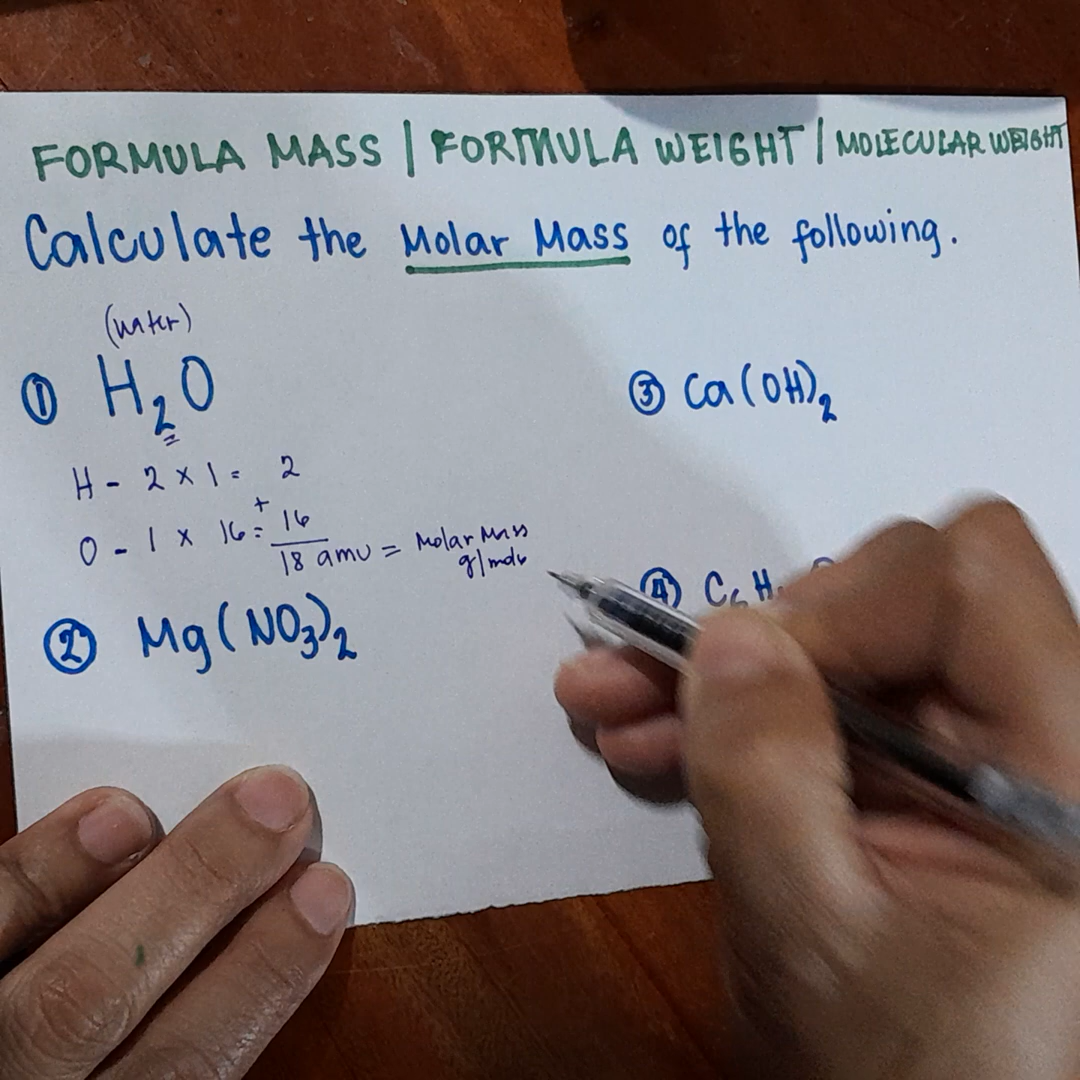 FORMULA MASS | FORMULA WEIGHT | MOLECULAR WEIGHT
Calculate the Molar Mass of the following.
(water)
① H₂O
H - 2 × 1 = 2
+
O - 1 × 16 = 16
18 amu = Molar Mass
g/mole
② Mg(NO₃)₂
③ Ca(OH)₂
④ C₆H